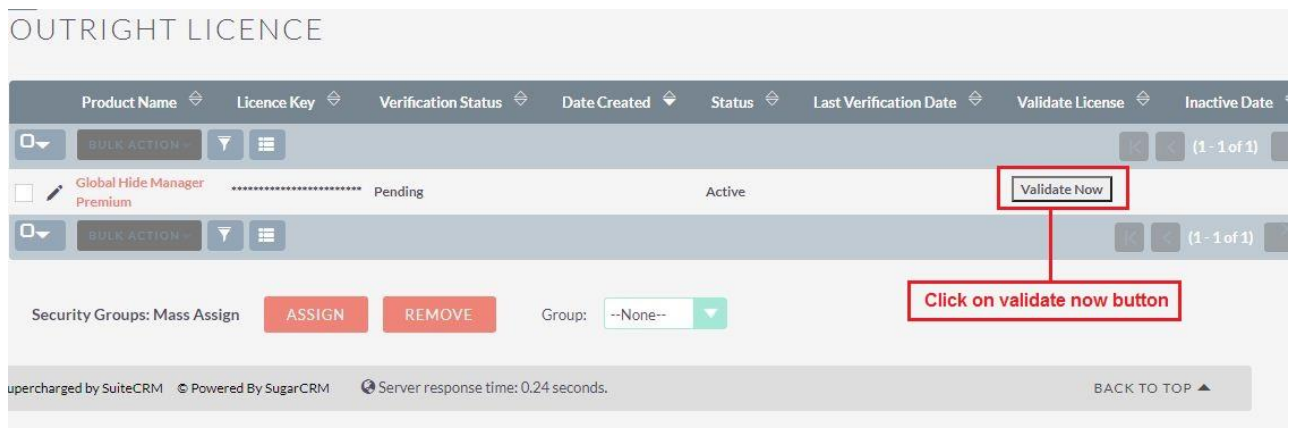 OUTRIGHT LICENCE
Product Name Licence Key Verification Status Date Created Status Last Verification Date Validate License Inactive Date
BULK ACTION (1 - 1 of 1)
Global Hide Manager ************************ Pending Active Validate Now
Premium
BULK ACTION (1 - 1 of 1)
Click on validate now button
Security Groups: Mass Assign ASSIGN REMOVE Group: --None--
upercharged by SuiteCRM © Powered By SugarCRM Server response time: 0.24 seconds. BACK TO TOP